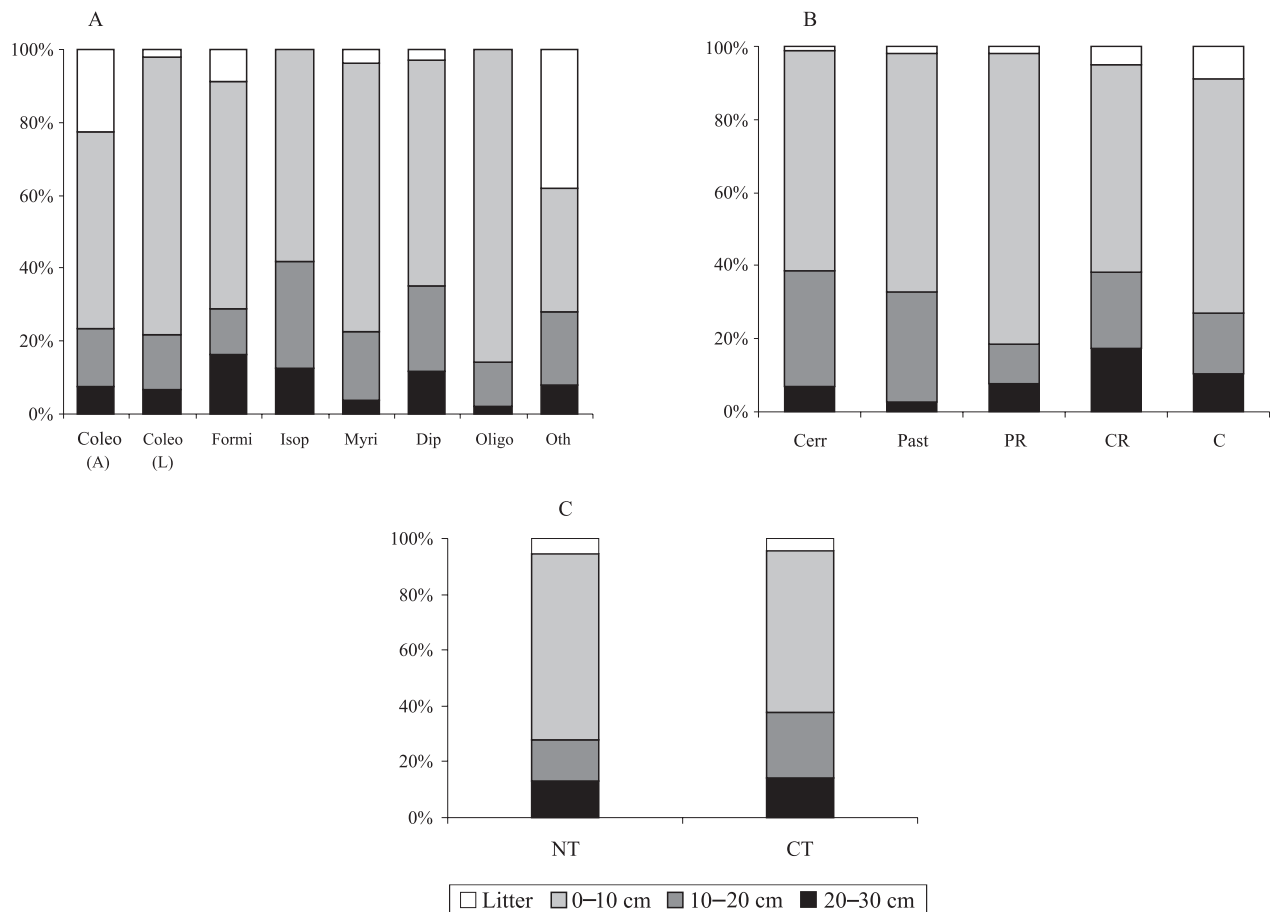 A
100%
80%
60%
40%
20%
0%
Coleo (A)
Coleo (L)
Formi
Isop
Myri
Dip
Oligo
Oth
B
100%
80%
60%
40%
20%
0%
Cerr
Past
PR
CR
C
C
100%
80%
60%
40%
20%
0%
NT
CT
Litter 0–10 cm 10–20 cm 20–30 cm